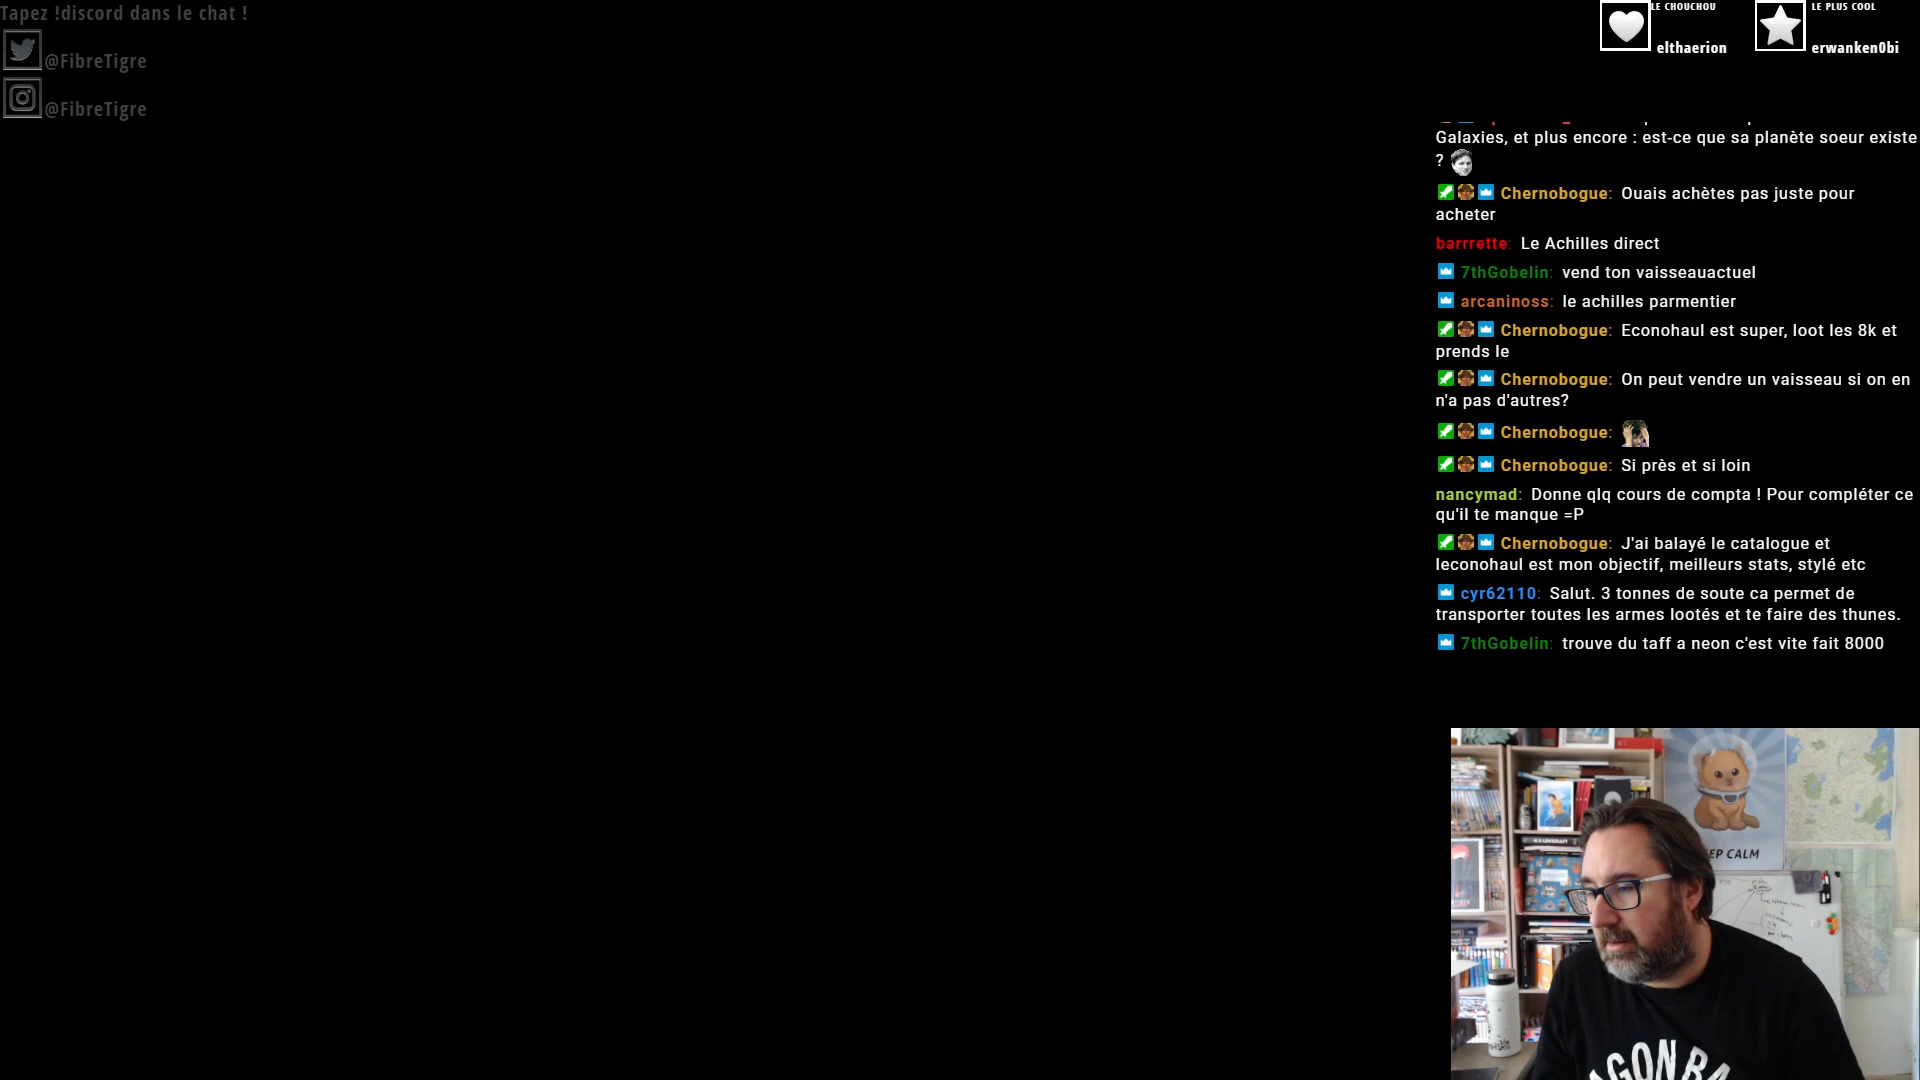 Tapez !discord dans le chat !
@FibreTigre
@FibreTigre
LE CHOUCHOU
elthaerion
LE PLUS COOL
erwanken0bi
Galaxies, et plus encore : est-ce que sa planète soeur existe
?
Chernobogue: Ouais achètes pas juste pour
acheter
barrrette: Le Achilles direct
7thGobelin: vend ton vaisseauactuel
arcaninoss: le achilles parmentier
Chernobogue: Econohaul est super, loot les 8k et
prends le
Chernobogue: On peut vendre un vaisseau si on en
n'a pas d'autres?
Chernobogue:
Chernobogue: Si près et si loin
nancymad: Donne qlq cours de compta ! Pour compléter ce
qu'il te manque =P
Chernobogue: J'ai balayé le catalogue et
leconohaul est mon objectif, meilleurs stats, stylé etc
cyr62110: Salut. 3 tonnes de soute ca permet de
transporter toutes les armes lootés et te faire des thunes.
7thGobelin: trouve du taff a neon c'est vite fait 8000
EP CALM
AGON BA